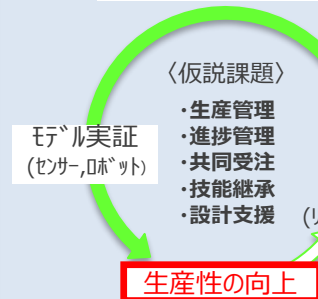 〈仮説課題〉
・生産管理
・進捗管理
・共同受注
・技能継承
・設計支援
ﾓﾃﾞﾙ実証
(ｾﾝｻｰ,ﾛﾎﾞｯﾄ)
生産性の向上